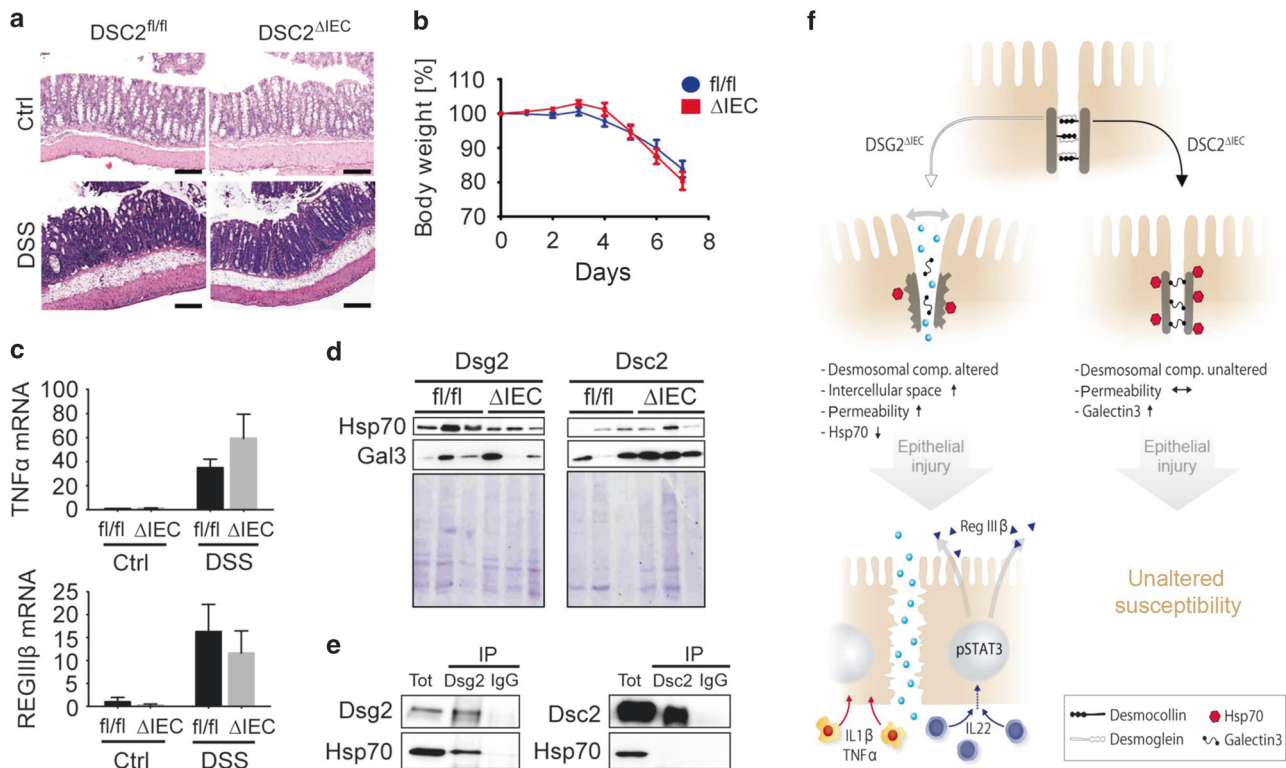 a
DSC2fl/fl
DSC2ΔIEC
Ctrl
DSS
b
Body weight [%]
110
100
90
80
70
0 2 4 6 8
Days
fl/fl
ΔIEC
c
TNFα mRNA
100
80
60
40
20
0
fl/fl ΔIEC fl/fl ΔIEC
Ctrl DSS
REGIIIβ mRNA
25
20
15
10
5
0
fl/fl ΔIEC fl/fl ΔIEC
Ctrl DSS
d
Dsg2 Dsc2
fl/fl ΔIEC fl/fl ΔIEC
Hsp70
Gal3
e
IP IP
Tot Dsg2 IgG Tot Dsc2 IgG
Dsg2 Dsc2
Hsp70 Hsp70
f
DSG2ΔIEC
DSC2ΔIEC
- Desmosomal comp. altered
- Intercellular space ↑
- Permeability ↑
- Hsp70 ↓
- Desmosomal comp. unaltered
- Permeability ↔
- Galectin3 ↑
Epithelial
injury
Epithelial
injury
Reg III β
pSTAT3
IL1β
TNFα
IL22
Unaltered
susceptibility
Desmocollin Hsp70
Desmoglein Galectin3